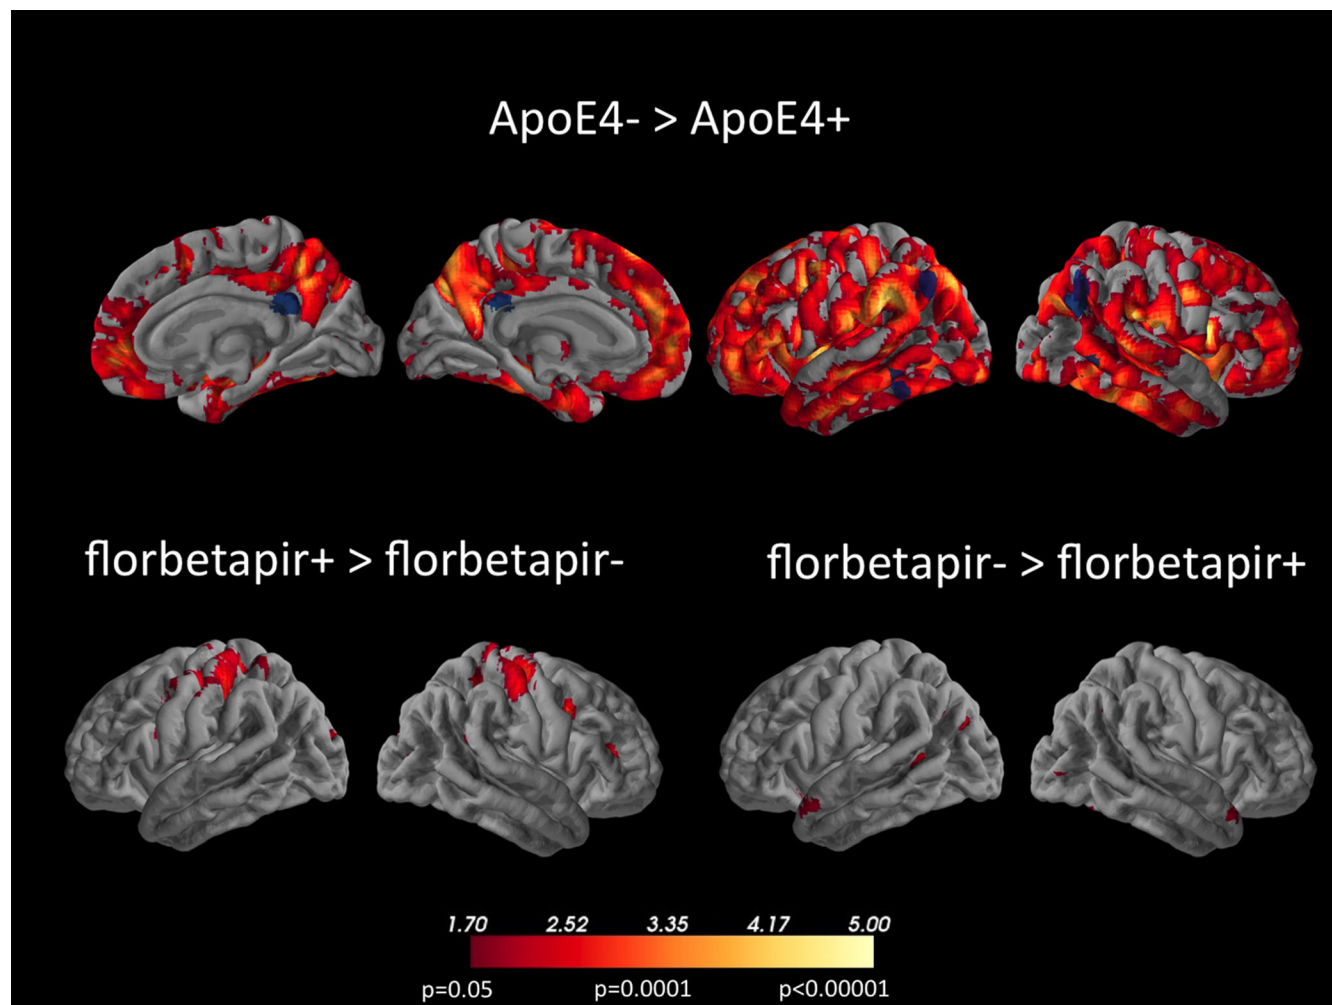 ApoE4- > ApoE4+
florbetapir+ > florbetapir-
florbetapir- > florbetapir+
1.70 2.52 3.35 4.17 5.00
p=0.05 p=0.0001 p<0.00001